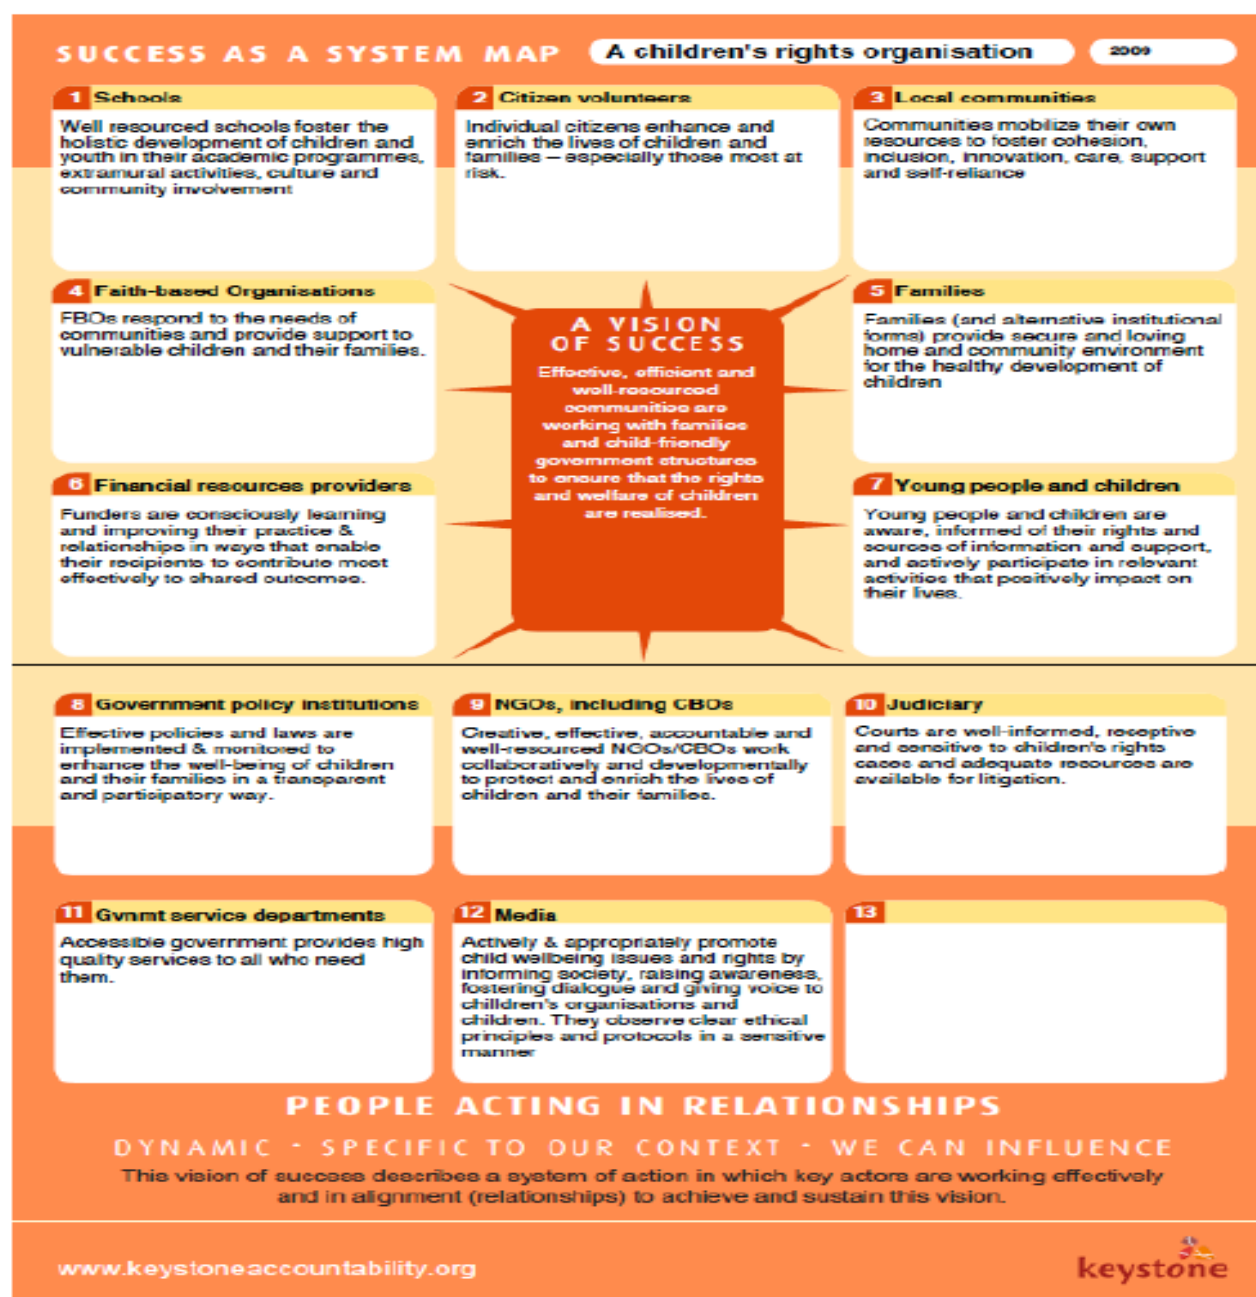 SUCCESS AS A SYSTEM MAP
A children's rights organisation
2009
1 Schools
Well resourced schools foster the
holistic development of children and
youth in their academic programmes,
extramural activities, culture and
community involvement
2 Citizen volunteers
Individual citizens enhance and
enrich the lives of children and
families – especially those most at
risk.
3 Local communities
Communities mobilize their own
resources to foster cohesion,
inclusion, innovation, care, support
and self-reliance
4 Faith-based Organisations
FBOs respond to the needs of
communities and provide support to
vulnerable children and their families.
A VISION
OF SUCCESS
Effective, efficient and
well-resourced
communities are
working with families
and child-friendly
government structures
to ensure that the rights
and welfare of children
are realised.
5 Families
Families (and alternative institutional
forms) provide secure and loving
home and community environment
for the healthy development of
children
6 Financial resources providers
Funders are consciously learning
and improving their practice &
relationships in ways that enable
their recipients to contribute most
effectively to shared outcomes.
7 Young people and children
Young people and children are
aware, informed of their rights and
sources of information and support,
and actively participate in relevant
activities that positively impact on
their lives.
8 Government policy institutions
Effective policies and laws are
implemented & monitored to
enhance the well-being of children
and their families in a transparent
and participatory way.
9 NGOs, including CBOs
Creative, effective, accountable and
well-resourced NGOs/CBOs work
collaboratively and developmentally
to protect and enrich the lives of
children and their families.
10 Judiciary
Courts are well-informed, receptive
and sensitive to children's rights
cases and adequate resources are
available for litigation.
11 Gvnmt service departments
Accessible government provides high
quality services to all who need
them.
12 Media
Actively & appropriately promote
child wellbeing issues and rights by
informing society, raising awareness,
fostering dialogue and giving voice to
chilldren's organisations and
children. They observe clear ethical
principles and protocols in a sensitive
manner
13
PEOPLE ACTING IN RELATIONSHIPS
DYNAMIC - SPECIFIC TO OUR CONTEXT - WE CAN INFLUENCE
This vision of success describes a system of action in which key actors are working effectively
and in alignment (relationships) to achieve and sustain this vision.
www.keystoneaccountability.org
keystone